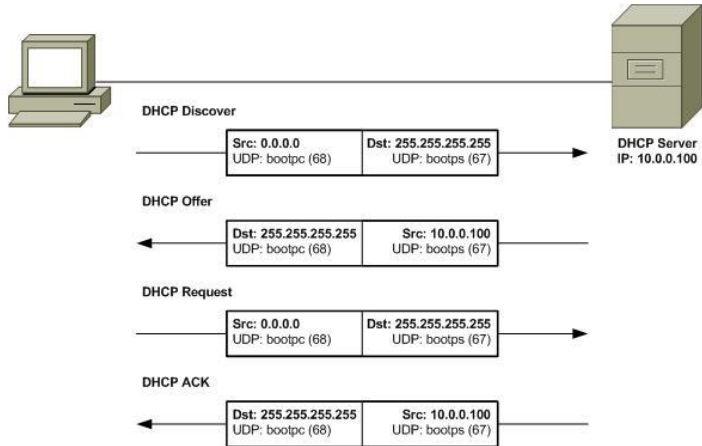 DHCP Discover
Src: 0.0.0.0 Dst: 255.255.255.255
UDP: bootpc (68) UDP: bootps (67)
DHCP Server
IP: 10.0.0.100
DHCP Offer
Dst: 255.255.255.255 Src: 10.0.0.100
UDP: bootpc (68) UDP: bootps (67)
DHCP Request
Src: 0.0.0.0 Dst: 255.255.255.255
UDP: bootpc (68) UDP: bootps (67)
DHCP ACK
Dst: 255.255.255.255 Src: 10.0.0.100
UDP: bootpc (68) UDP: bootps (67)